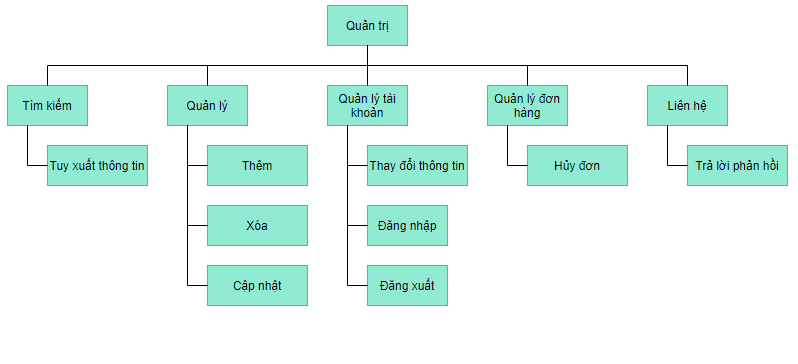 Quản trị
Tìm kiếm
Quản lý
Quản lý tài
khoản
Quản lý đơn
hàng
Liên hệ
Tuy xuất thông tin
Thêm
Thay đổi thông tin
Hủy đơn
Trả lời phản hồi
Xóa
Đăng nhập
Cập nhật
Đăng xuất